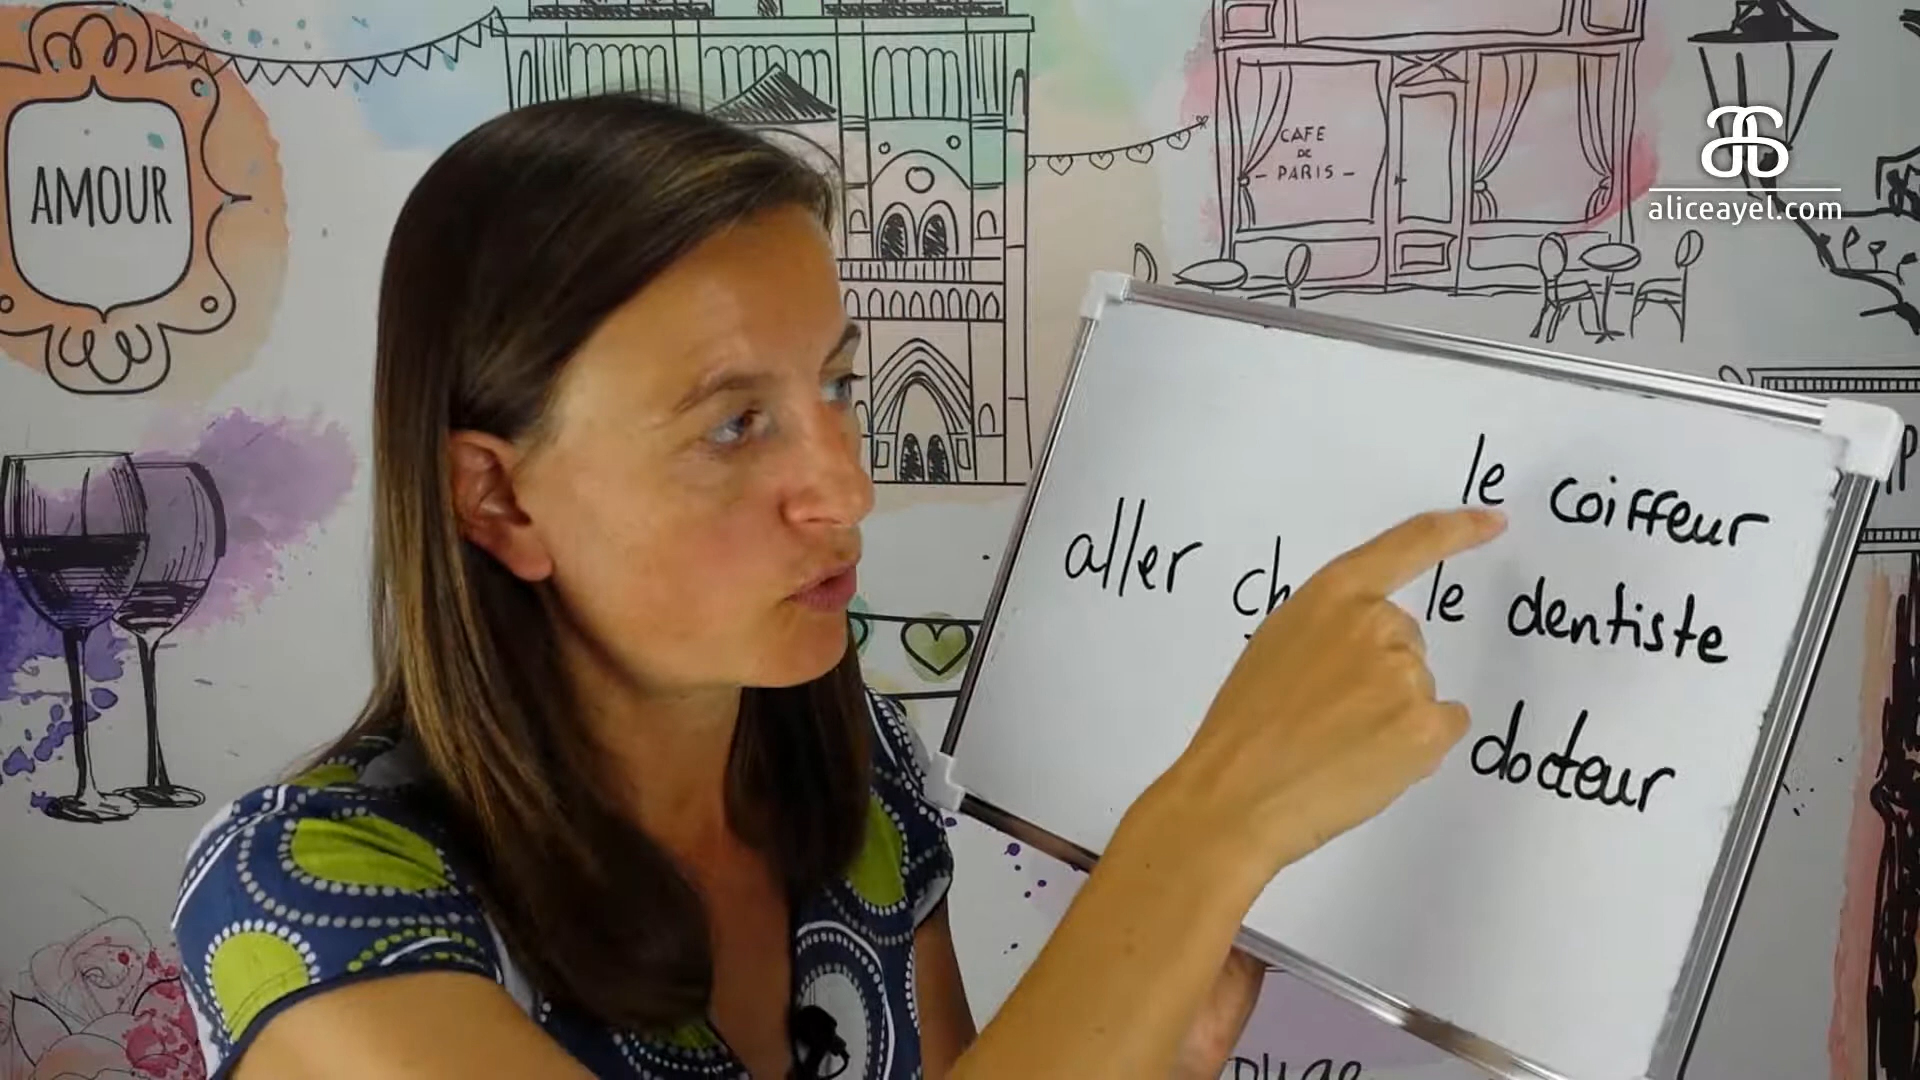 AMOUR
CAFE
DE
- PARIS -
aliceayel.com
le coiffeur
aller
le dentiste
docteur